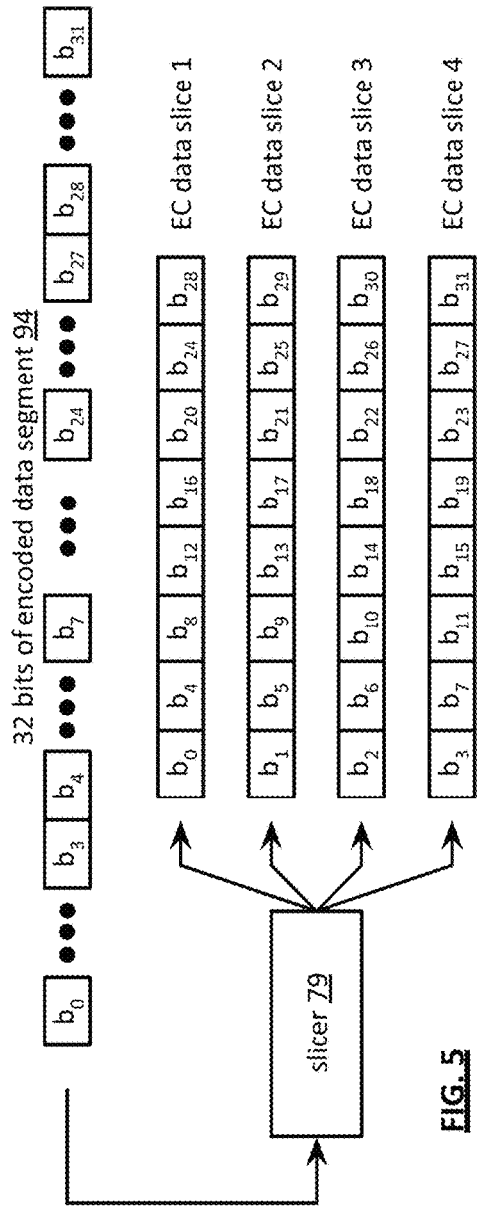 32 bits of encoded data segment 94
b0 ●●● b3 b4 ●●● b7 ●●● b24 ●●● b27 b28 ●●● b31
b0 b4 b8 b12 b16 b20 b24 b28 EC data slice 1
b1 b5 b9 b13 b17 b21 b25 b29 EC data slice 2
slicer 79
b2 b6 b10 b14 b18 b22 b26 b30 EC data slice 3
b3 b7 b11 b15 b19 b23 b27 b31 EC data slice 4
FIG. 5